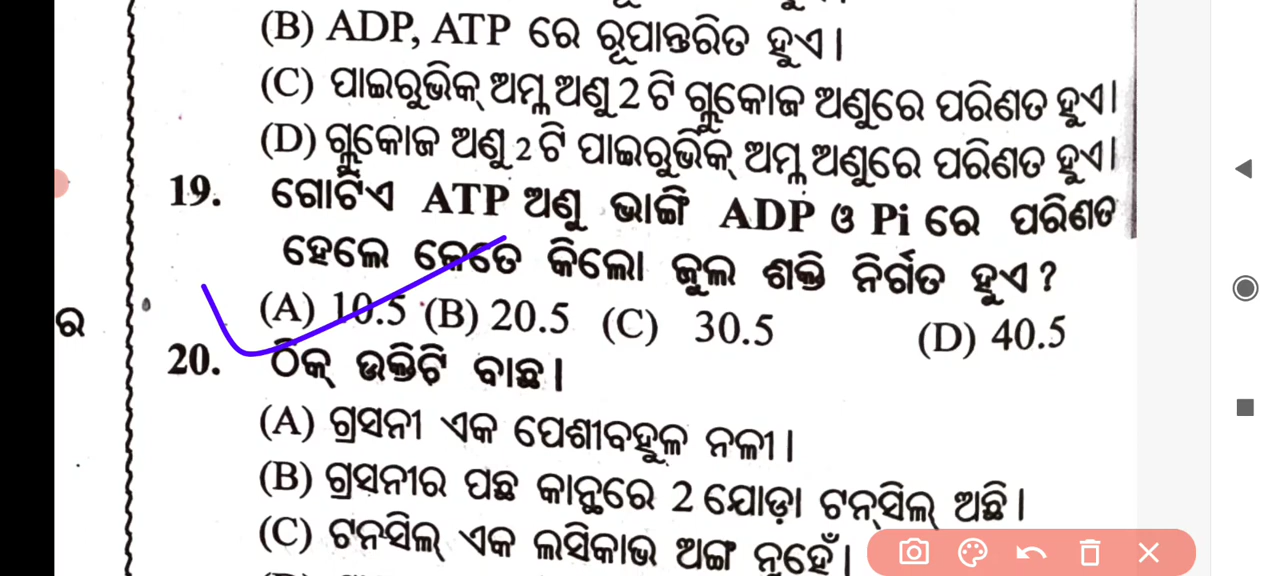 (B) ADP, ATP ରେ ରୂପାନ୍ତରିତ ହୁଏ।
(C) ପାଇରୁଭିକ୍ ଅମ୍ଳ ଅଣୁ 2 ଟି ଗ୍ଲୁକୋଜ ଅଣୁରେ ପରିଣତ ହୁଏ।
(D) ଗ୍ଲୁକୋଜ ଅଣୁ 2 ଟି ପାଇରୁଭିକ୍ ଅମ୍ଳ ଅଣୁରେ ପରିଣତ ହୁଏ।
19. ଗୋଟିଏ ATP ଅଣୁ ଭାଙ୍ଗି ADP ଓ Pi ରେ ପରିଣତ
ହେଲେ କେତେ କିଲୋ ଜୁଲ ଶକ୍ତି ନିର୍ଗତ ହୁଏ ?
(A) 10.5 (B) 20.5 (C) 30.5 (D) 40.5
ର
20. ଠିକ୍ ଉକ୍ତିଟି ବାଛ।
(A) ଗ୍ରସନୀ ଏକ ପେଶୀବହୁଳ ନଳୀ।
(B) ଗ୍ରସନୀର ପଛ କାନ୍ଥରେ 2 ଯୋଡ଼ା ଟନ୍‌ସିଲ୍ ଅଛି।
(C) ଟନସିଲ୍ ଏକ ଲସିକାଭ ଅଙ୍ଗ ନୁହେଁ।